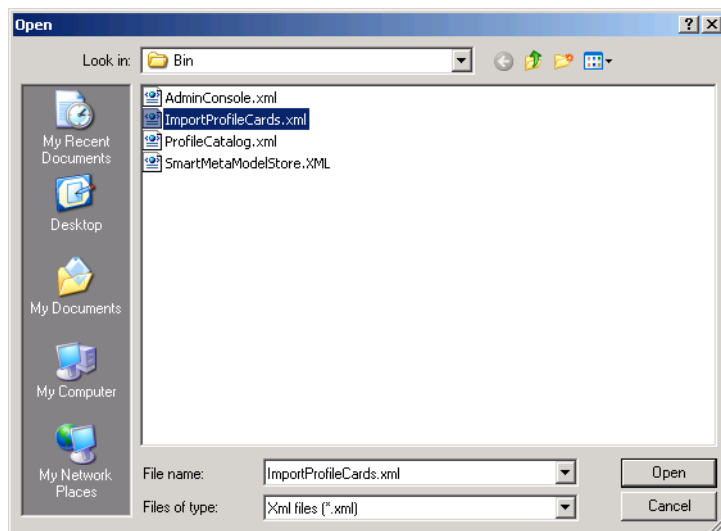 Open
Look in: Bin
AdminConsole.xml
ImportProfileCards.xml
ProfileCatalog.xml
SmartMetaModelStore.XML
My Recent
Documents
Desktop
My Documents
My Computer
My Network
Places
File name: ImportProfileCards.xml Open
Files of type: Xml files (*.xml) Cancel